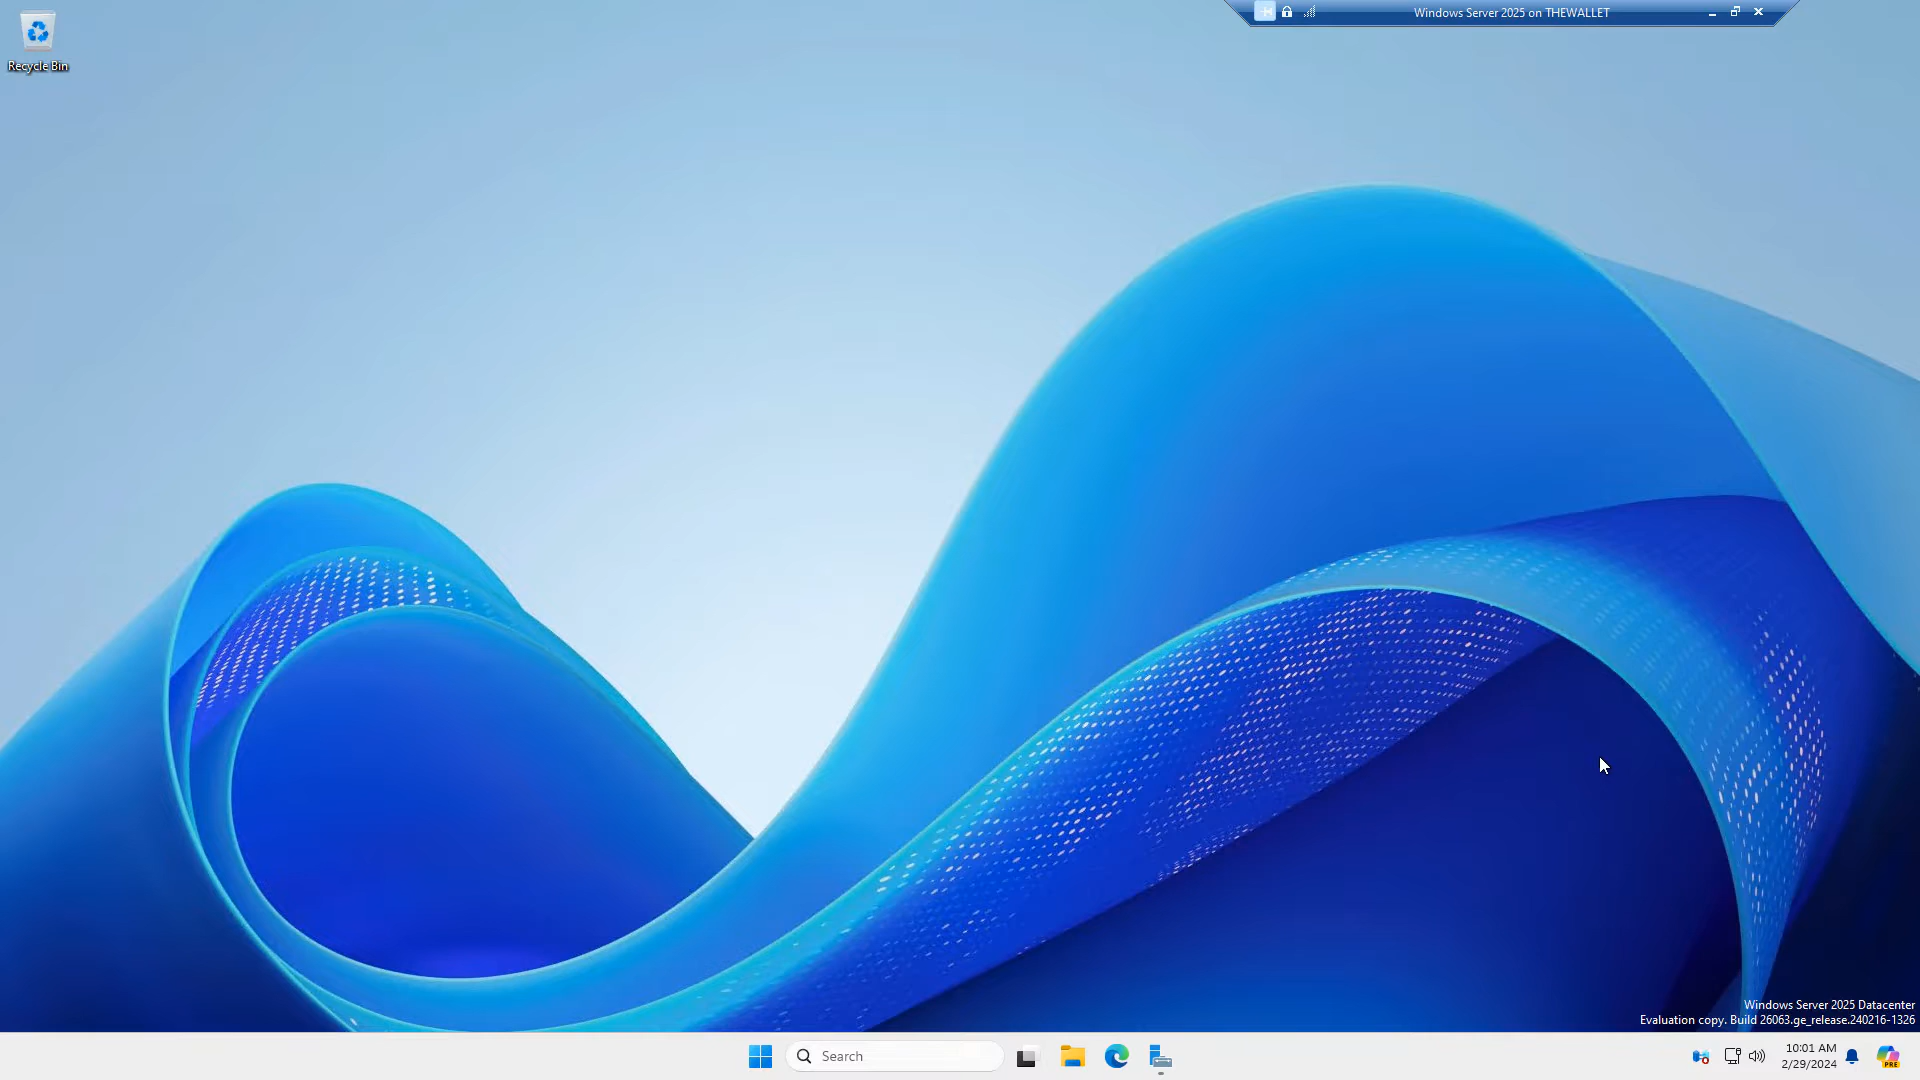 Recycle Bin
Windows Server 2025 on THEWALLET
Windows Server 2025 Datacenter
Evaluation copy. Build 26063.ge_release.240216-1326
Search
10:01 AM
2/29/2024
PRE